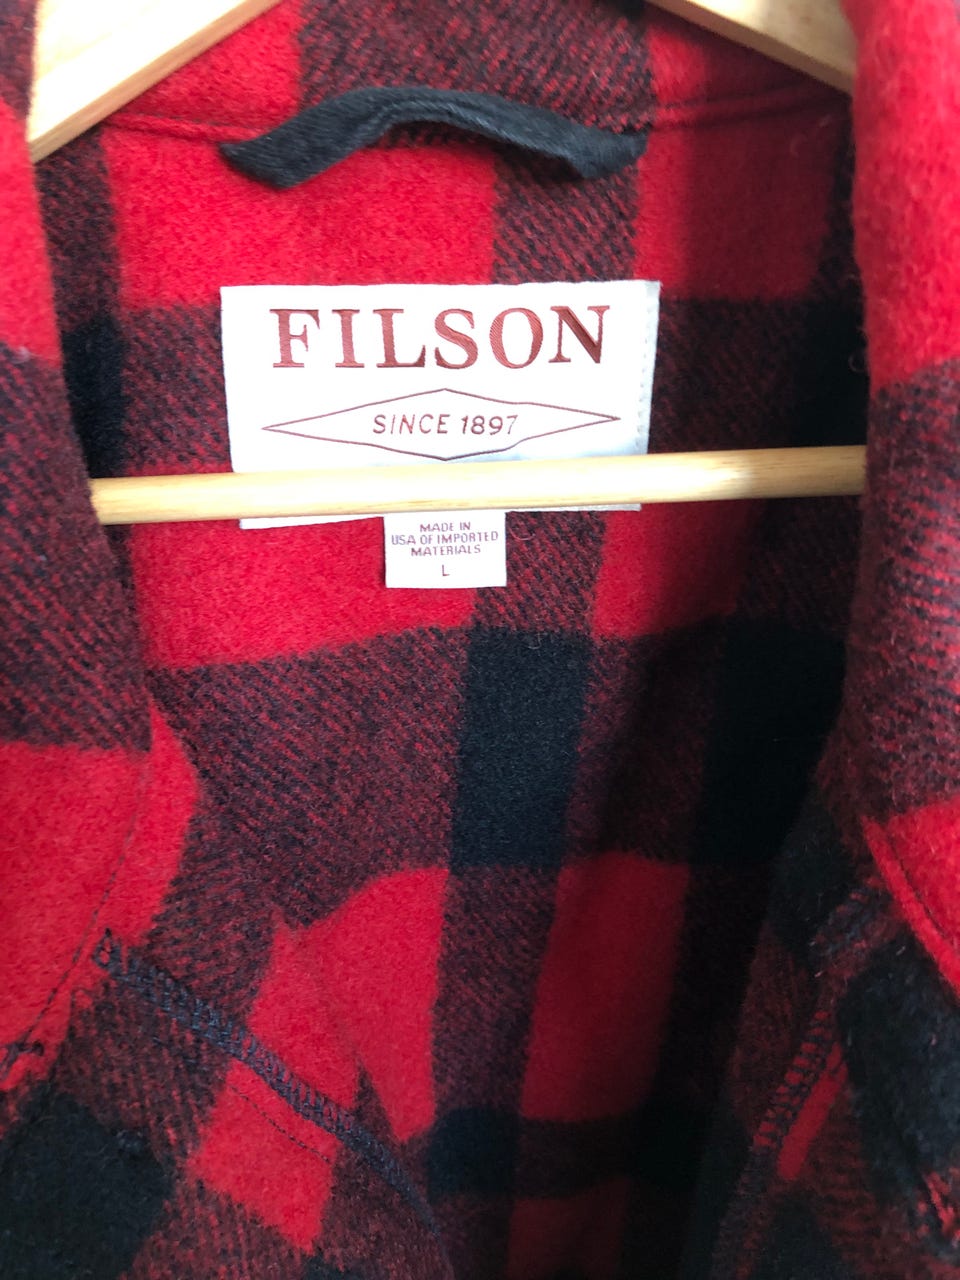 FILSON
SINCE 1897
MADE IN
USA OF IMPORTED
MATERIALS
L